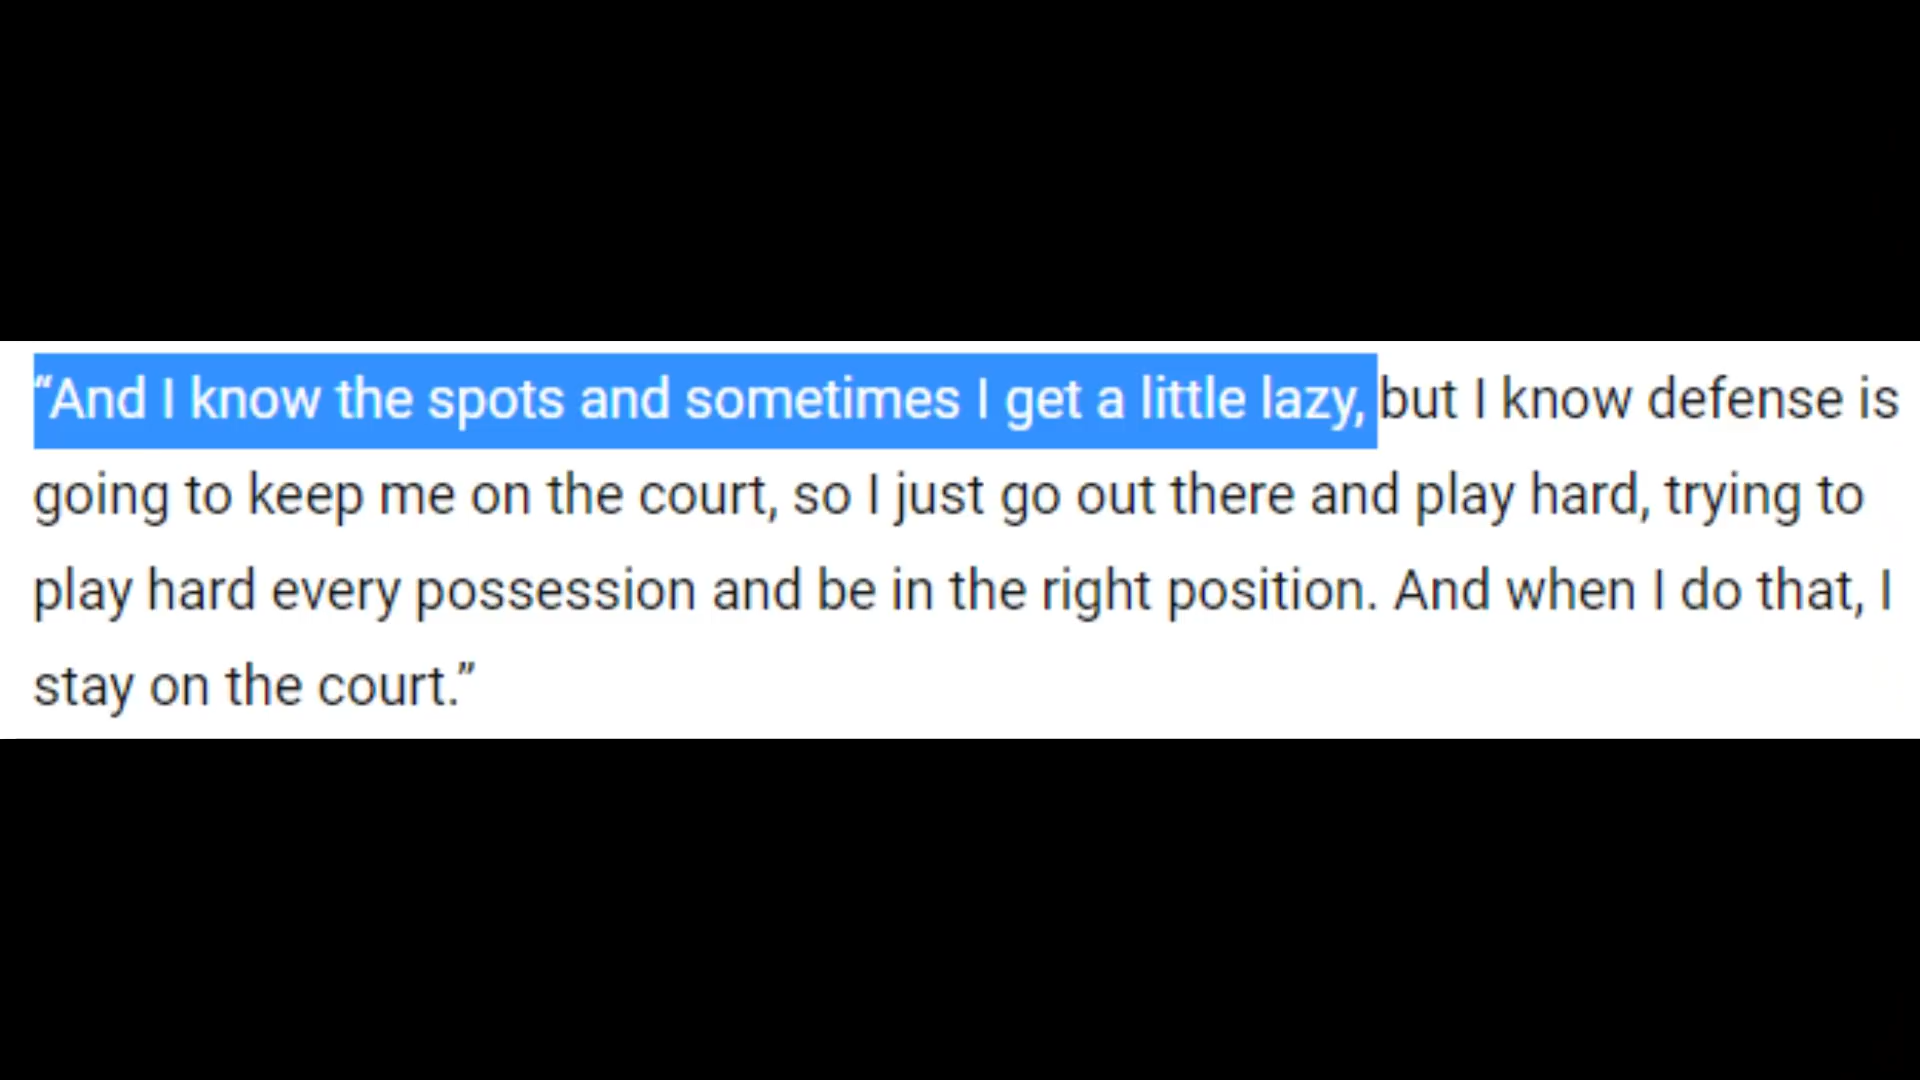 “And I know the spots and sometimes I get a little lazy, but I know defense is
going to keep me on the court, so I just go out there and play hard, trying to
play hard every possession and be in the right position. And when I do that, I
stay on the court.”